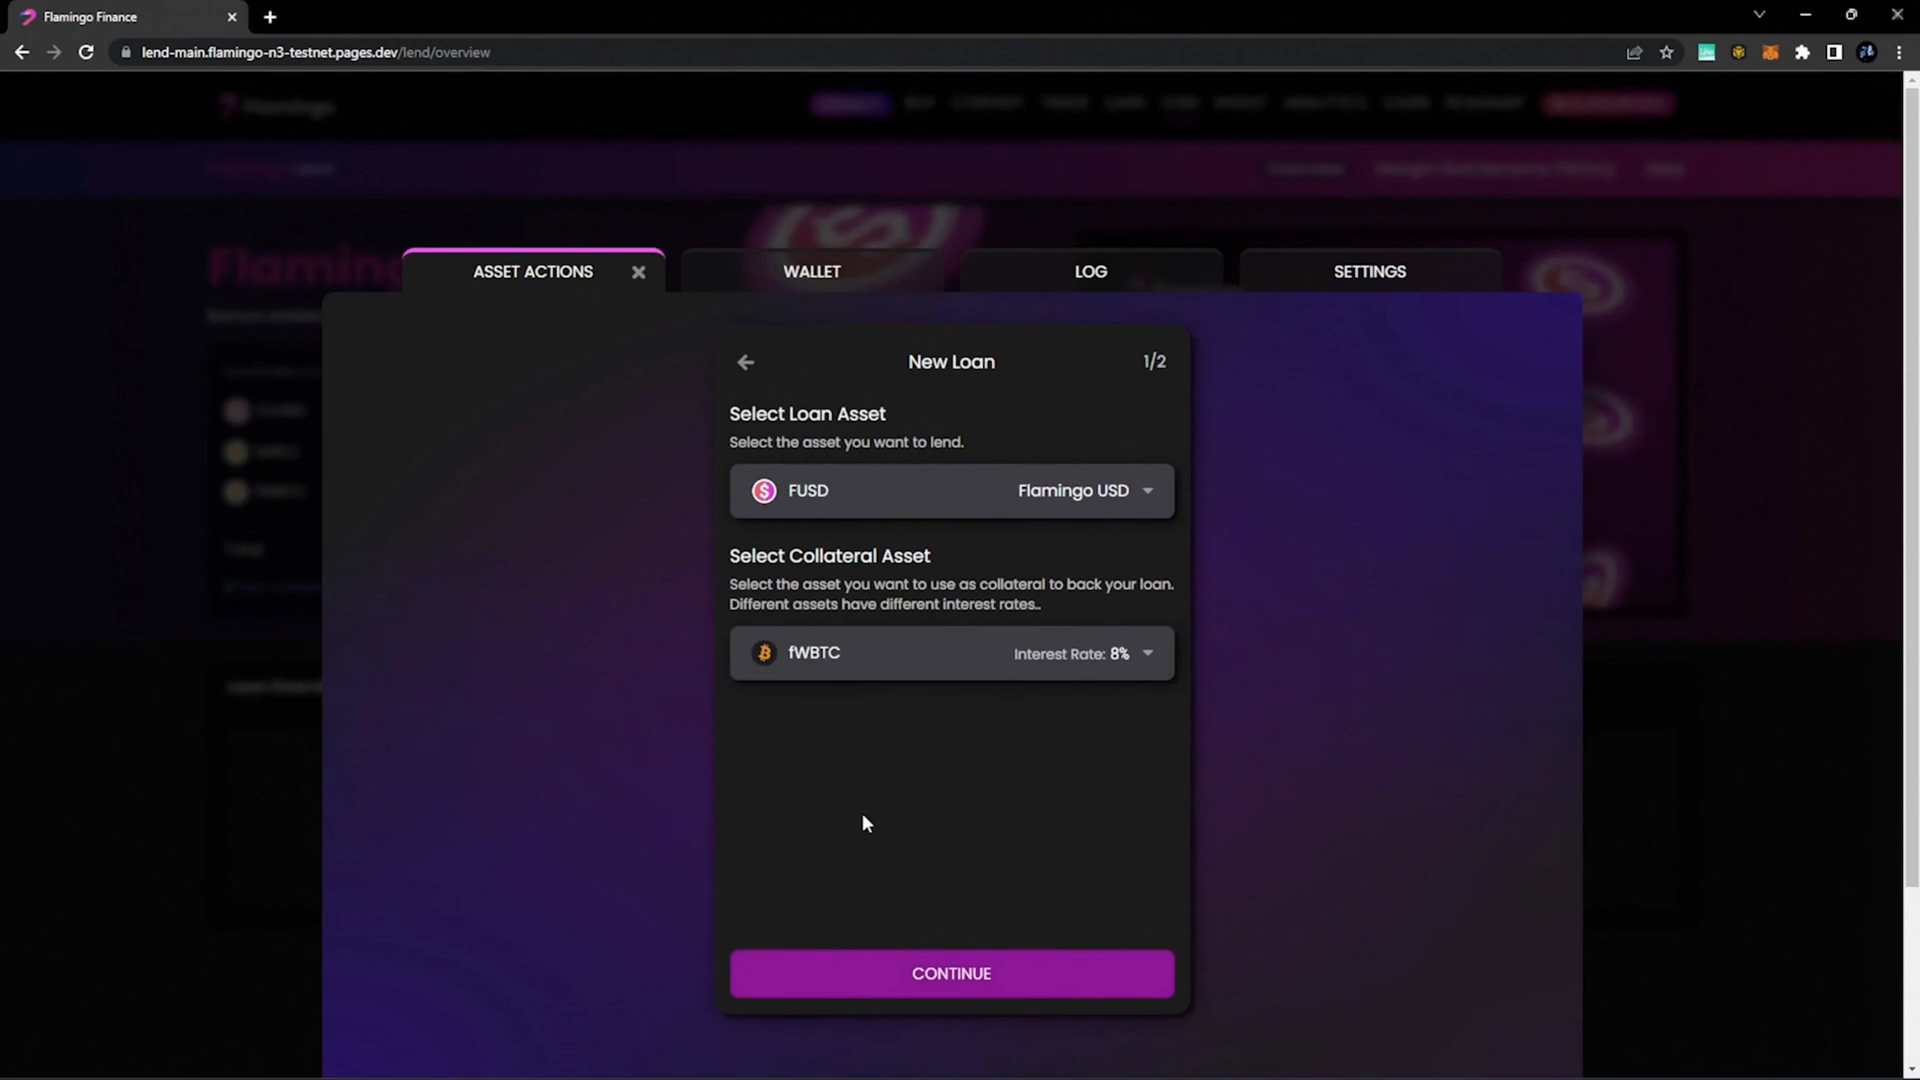 Flamingo Finance
lend-main.flamingo-n3-testnet.pages.dev/lend/overview
Flamingo
ASSET ACTIONS
WALLET
LOG
SETTINGS
New Loan
1/2
Select Loan Asset
Select the asset you want to lend.
FUSD Flamingo USD
Select Collateral Asset
Select the asset you want to use as collateral to back your loan.
Different assets have different interest rates..
fWBTC Interest Rate: 8%
CONTINUE